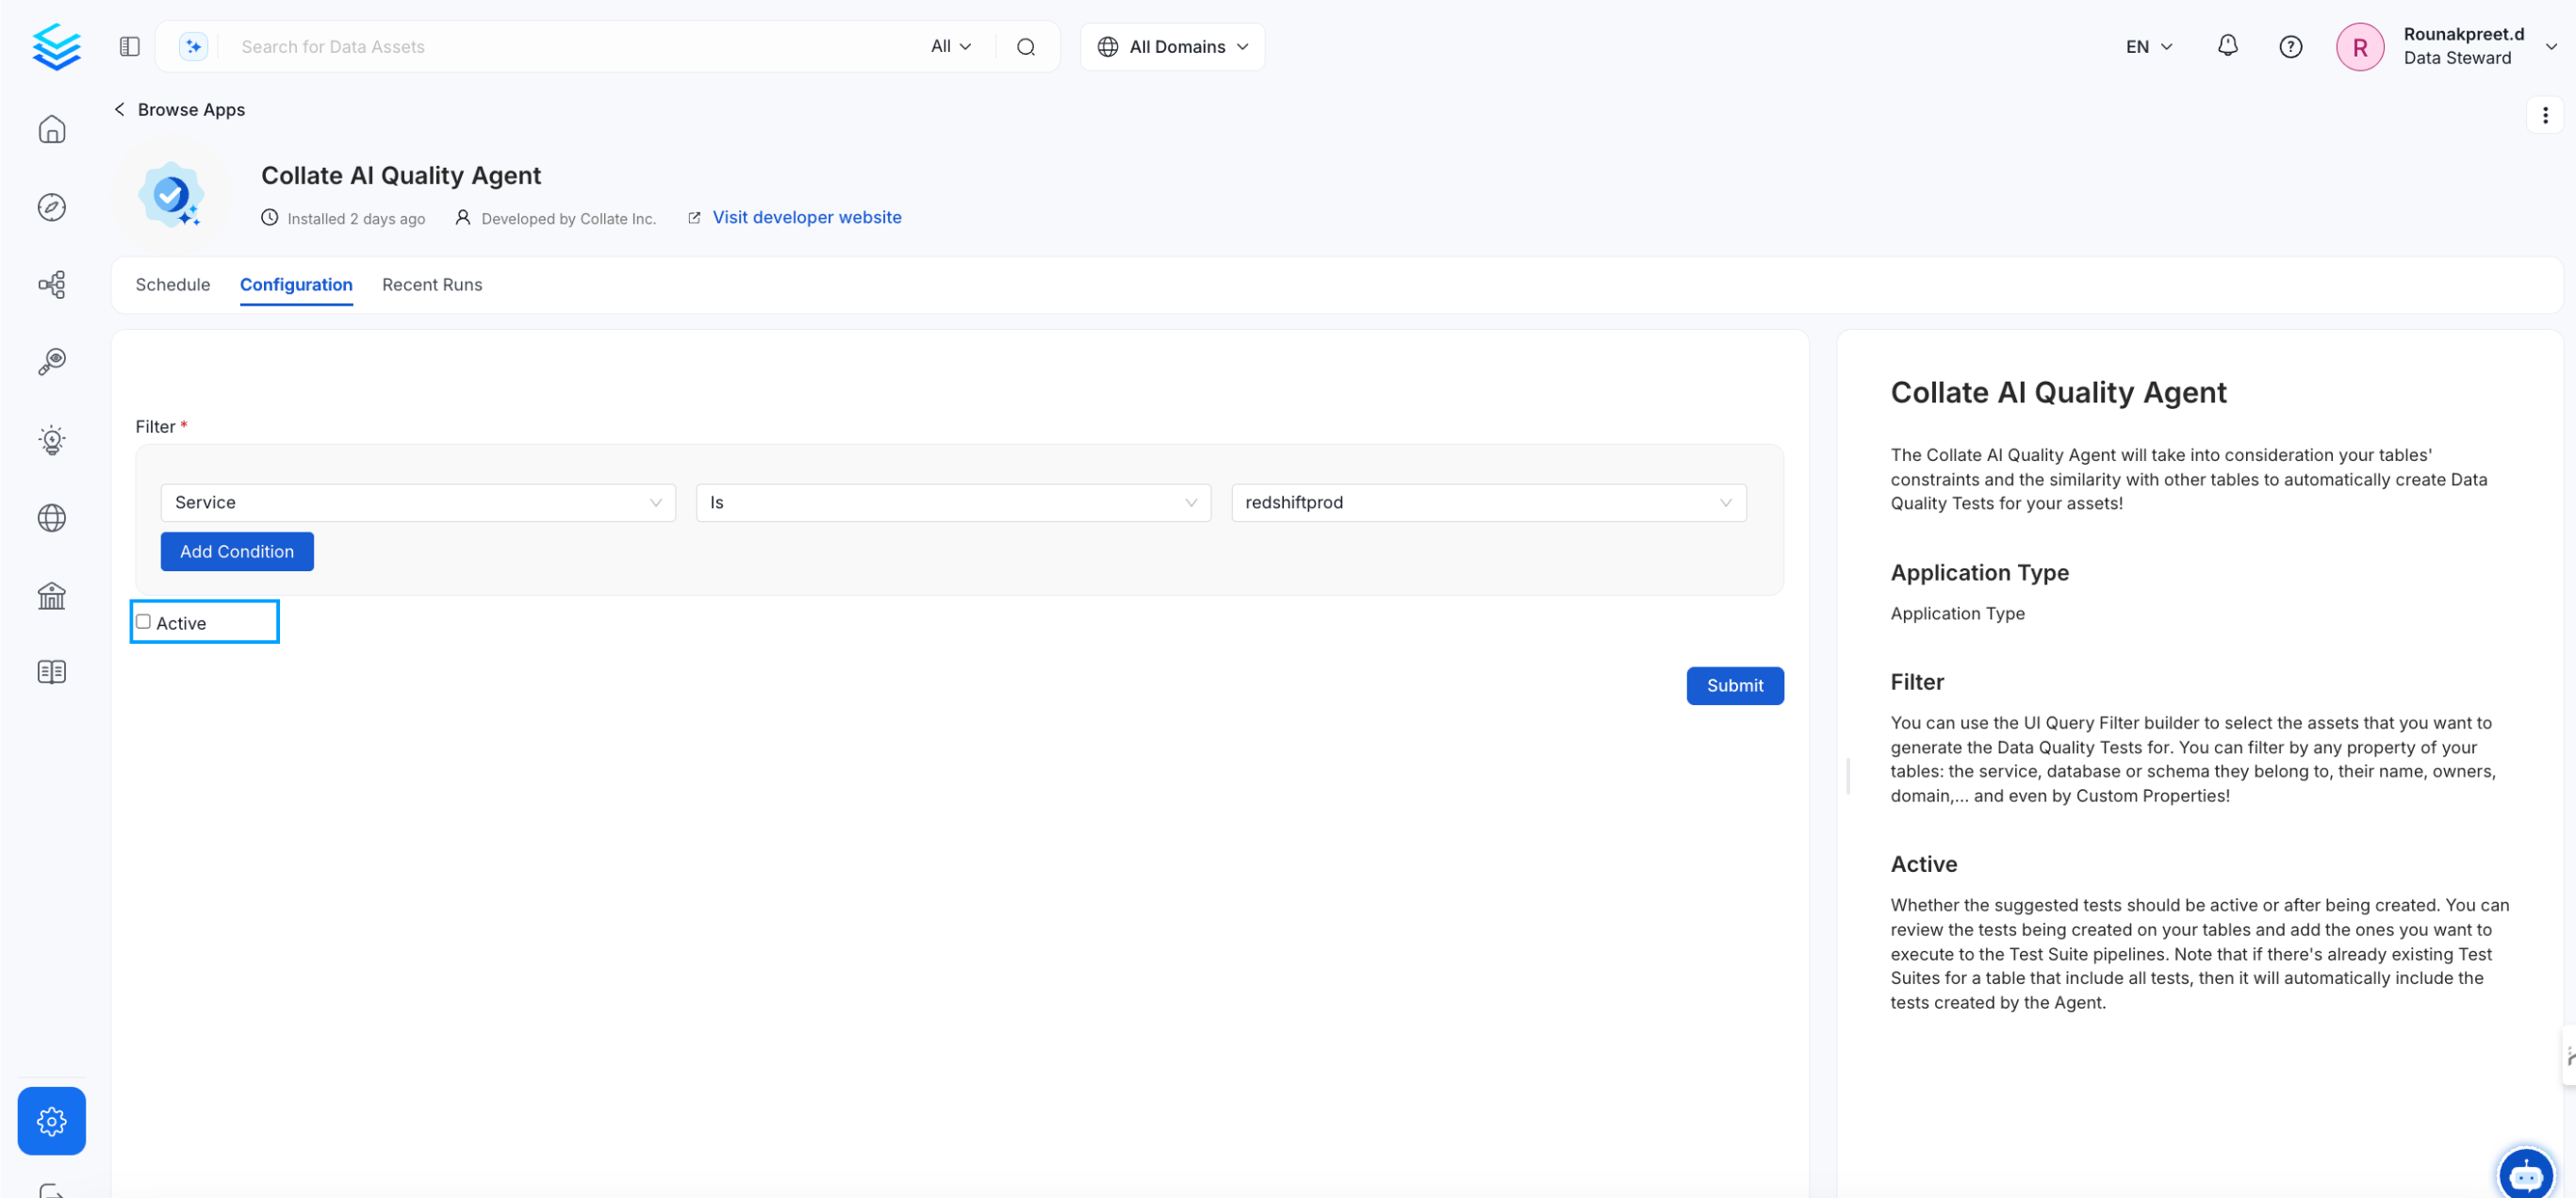 Search for Data Assets
All
All Domains
EN
R
Rounakpreet.d
Data Steward
Browse Apps
Collate AI Quality Agent
Installed 2 days ago
Developed by Collate Inc.
Visit developer website
Schedule
Configuration
Recent Runs
Filter *
Service
Is
redshiftprod
Add Condition
Active
Submit
Collate AI Quality Agent
The Collate AI Quality Agent will take into consideration your tables'
constraints and the similarity with other tables to automatically create Data
Quality Tests for your assets!
Application Type
Application Type
Filter
You can use the UI Query Filter builder to select the assets that you want to
generate the Data Quality Tests for. You can filter by any property of your
tables: the service, database or schema they belong to, their name, owners,
domain,... and even by Custom Properties!
Active
Whether the suggested tests should be active or after being created. You can
review the tests being created on your tables and add the ones you want to
execute to the Test Suite pipelines. Note that if there's already existing Test
Suites for a table that include all tests, then it will automatically include the
tests created by the Agent.